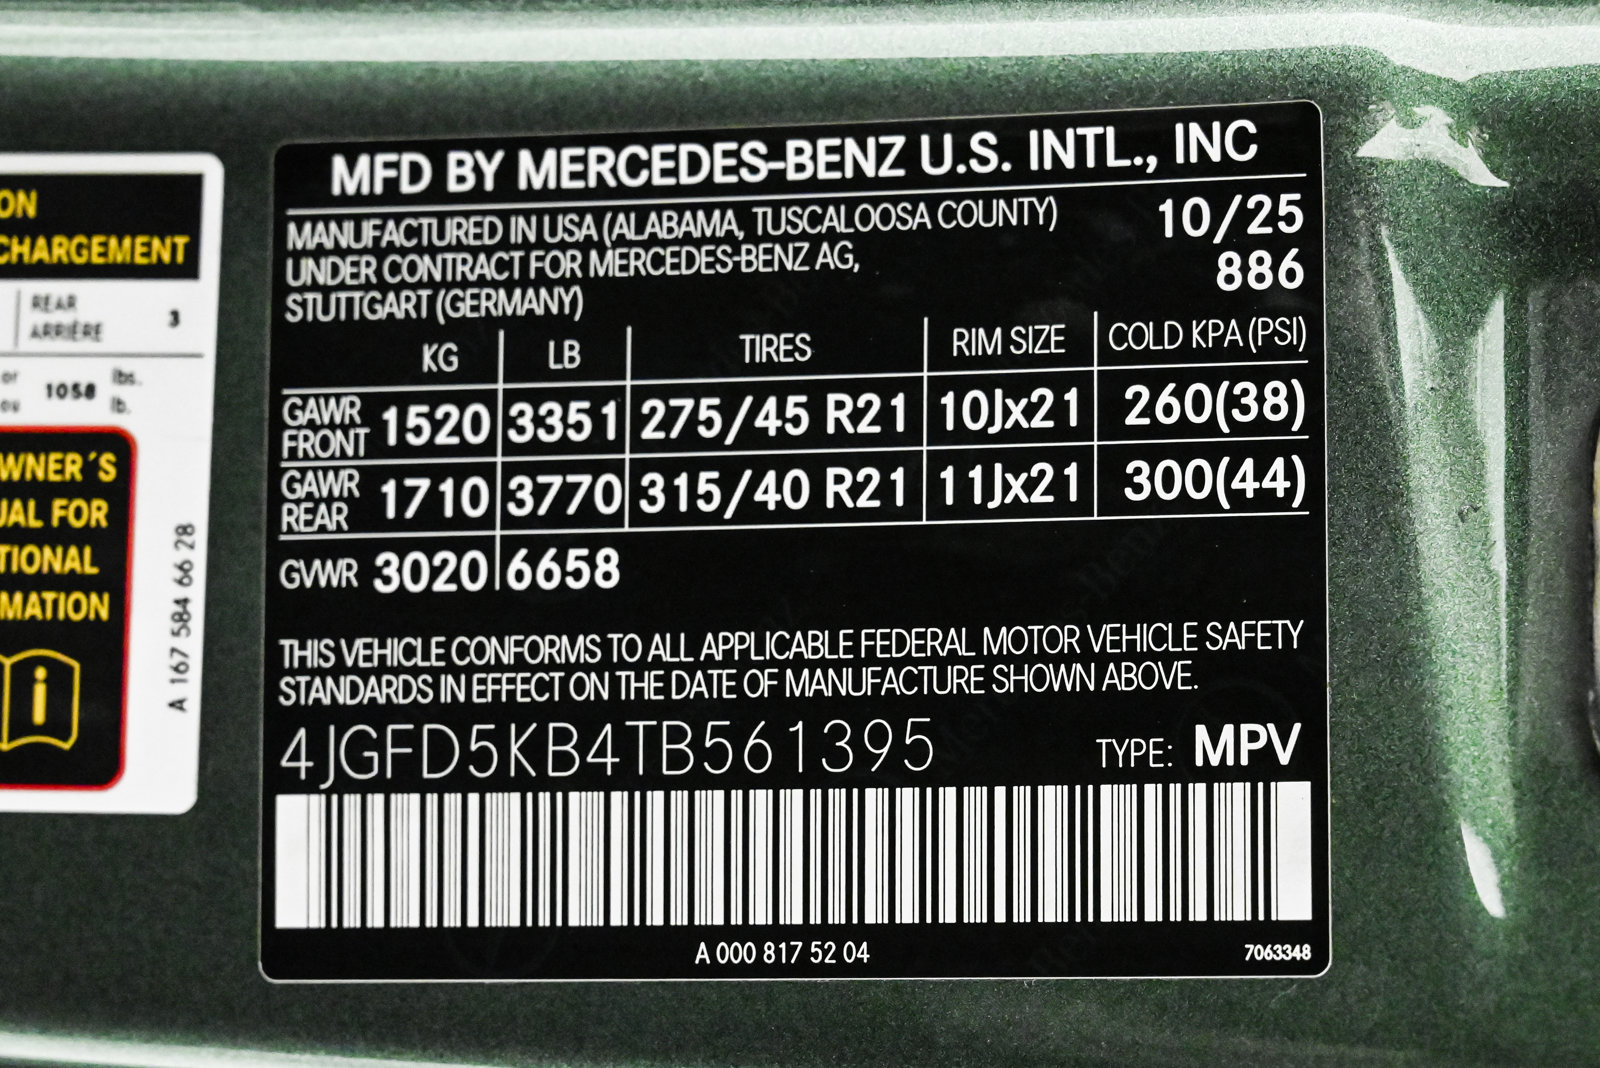 MFD BY MERCEDES-BENZ U.S. INTL., INC
MANUFACTURED IN USA (ALABAMA, TUSCALOOSA COUNTY)
UNDER CONTRACT FOR MERCEDES-BENZ AG,
STUTTGART (GERMANY)
10/25
886
KG LB TIRES RIM SIZE COLD KPA (PSI)
GAWR FRONT 1520 3351 275/45 R21 10Jx21 260(38)
GAWR REAR 1710 3770 315/40 R21 11Jx21 300(44)
GVWR 3020 6658
THIS VEHICLE CONFORMS TO ALL APPLICABLE FEDERAL MOTOR VEHICLE SAFETY
STANDARDS IN EFFECT ON THE DATE OF MANUFACTURE SHOWN ABOVE.
4JGFD5KB4TB561395 TYPE: MPV
A 000 817 52 04 7063348
ON
CHARGEMENT
REAR
ARRIÈRE 3
or
ou 1058 lbs.
lb.
WNER´S
UAL FOR
TIONAL
MATION
i
A 167 584 66 28